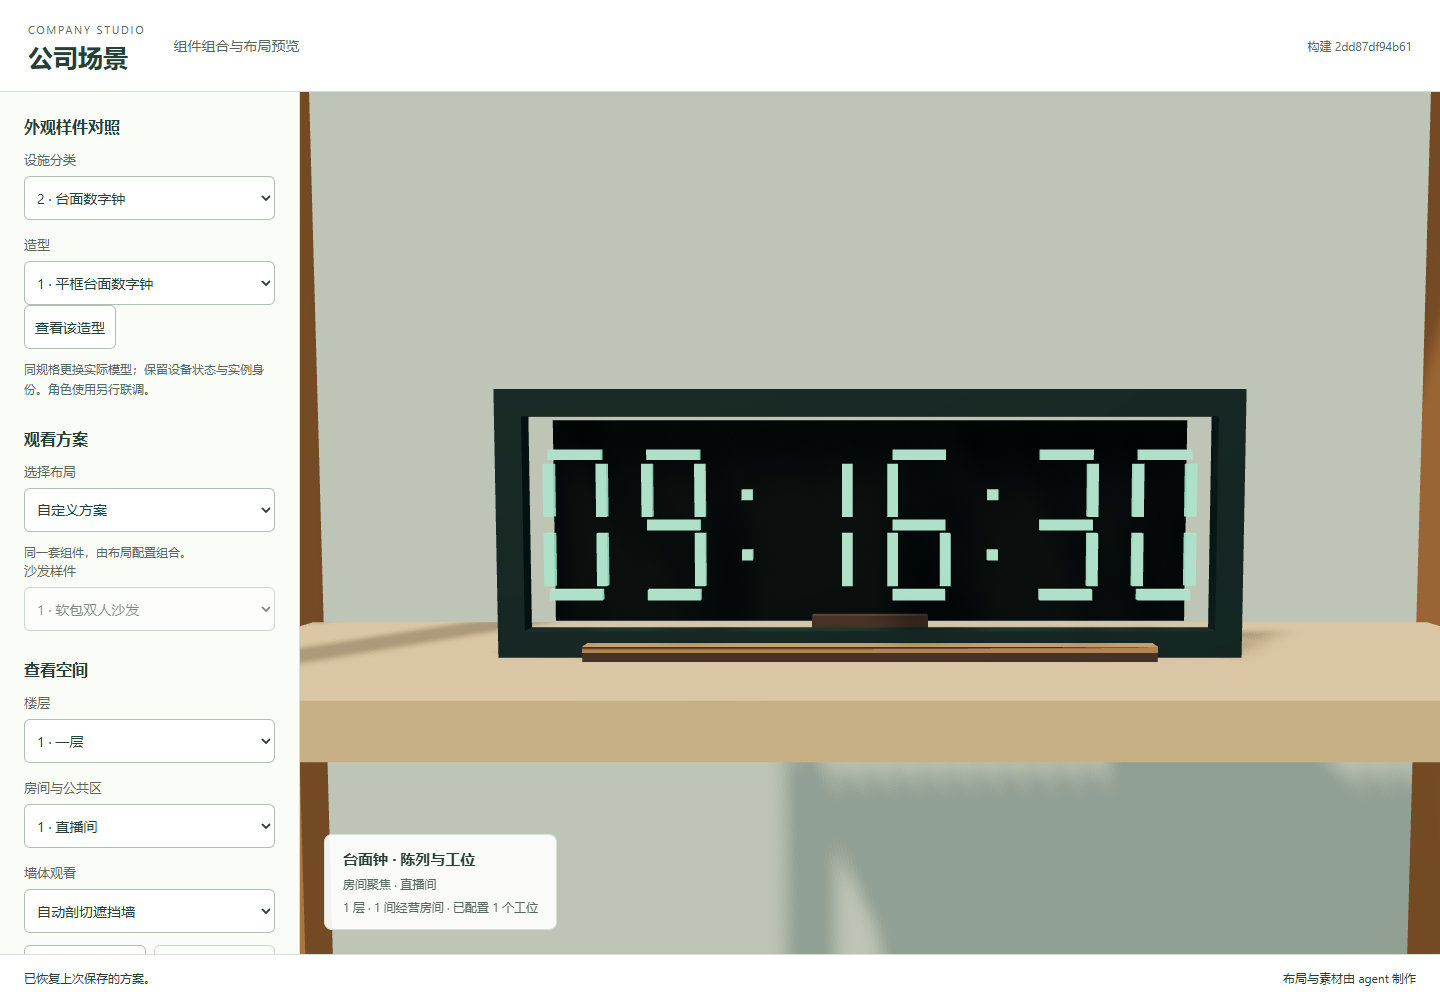 COMPANY STUDIO
公司场景
组件组合与布局预览
构建 2dd87df94b61
外观样件对照
设施分类
2 · 台面数字钟
造型
1 · 平框台面数字钟
查看该造型
同规格更换实际模型；保留设备状态与实例身
份。角色使用另行联调。
观看方案
选择布局
自定义方案
同一套组件，由布局配置组合。
沙发样件
1 · 软包双人沙发
查看空间
楼层
1 · 一层
房间与公共区
1 · 直播间
墙体观看
自动剖切遮挡墙
09:16:30
台面钟 · 陈列与工位
房间聚焦 · 直播间
1 层 · 1 间经营房间 · 已配置 1 个工位
已恢复上次保存的方案。
布局与素材由 agent 制作